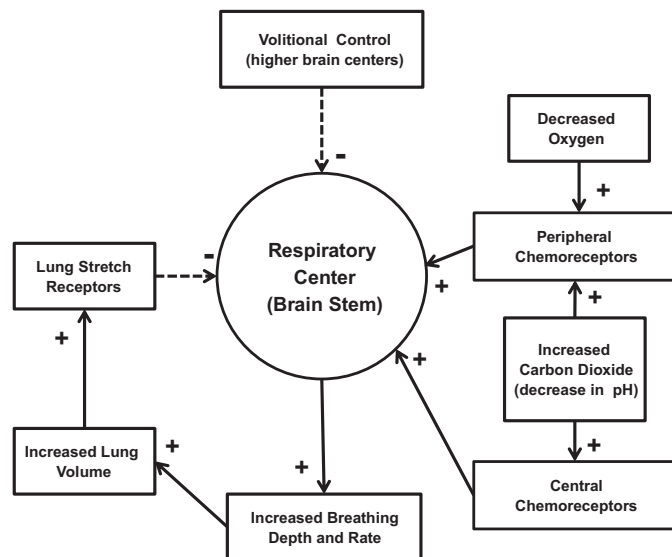 Volitional Control
(higher brain centers)
-
Decreased
Oxygen
+
Respiratory
Center
(Brain Stem)
-
Lung Stretch
Receptors
Peripheral
Chemoreceptors
+
+
+
+
Increased
Carbon Dioxide
(decrease in pH)
+
Increased Lung
Volume
+
+
Central
Chemoreceptors
Increased Breathing
Depth and Rate